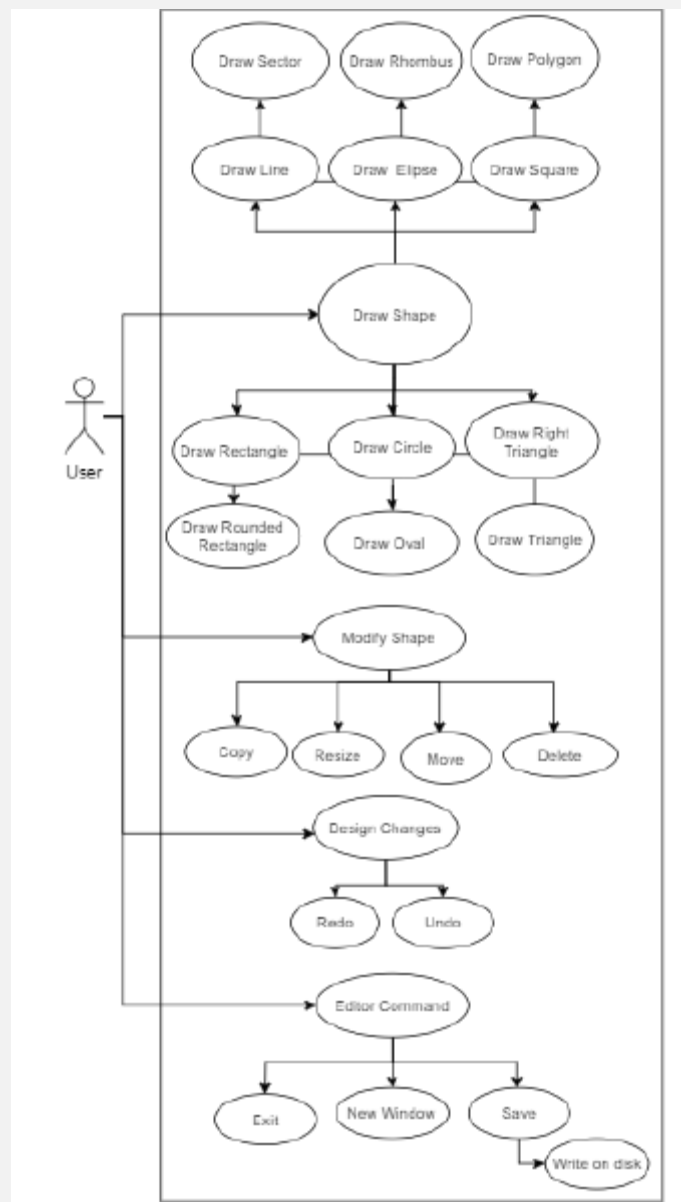 Draw Sector
Draw Rhombus
Draw Polygon
Draw Line
Draw Elipse
Draw Square
Draw Shape
User
Draw Rectangle
Draw Circle
Draw Right
Triangle
Draw Rounded
Rectangle
Draw Oval
Draw Triangle
Modify Shape
Copy
Resize
Move
Delete
Design Changes
Redo
Undo
Editor Command
Exit
New Window
Save
Write on disk